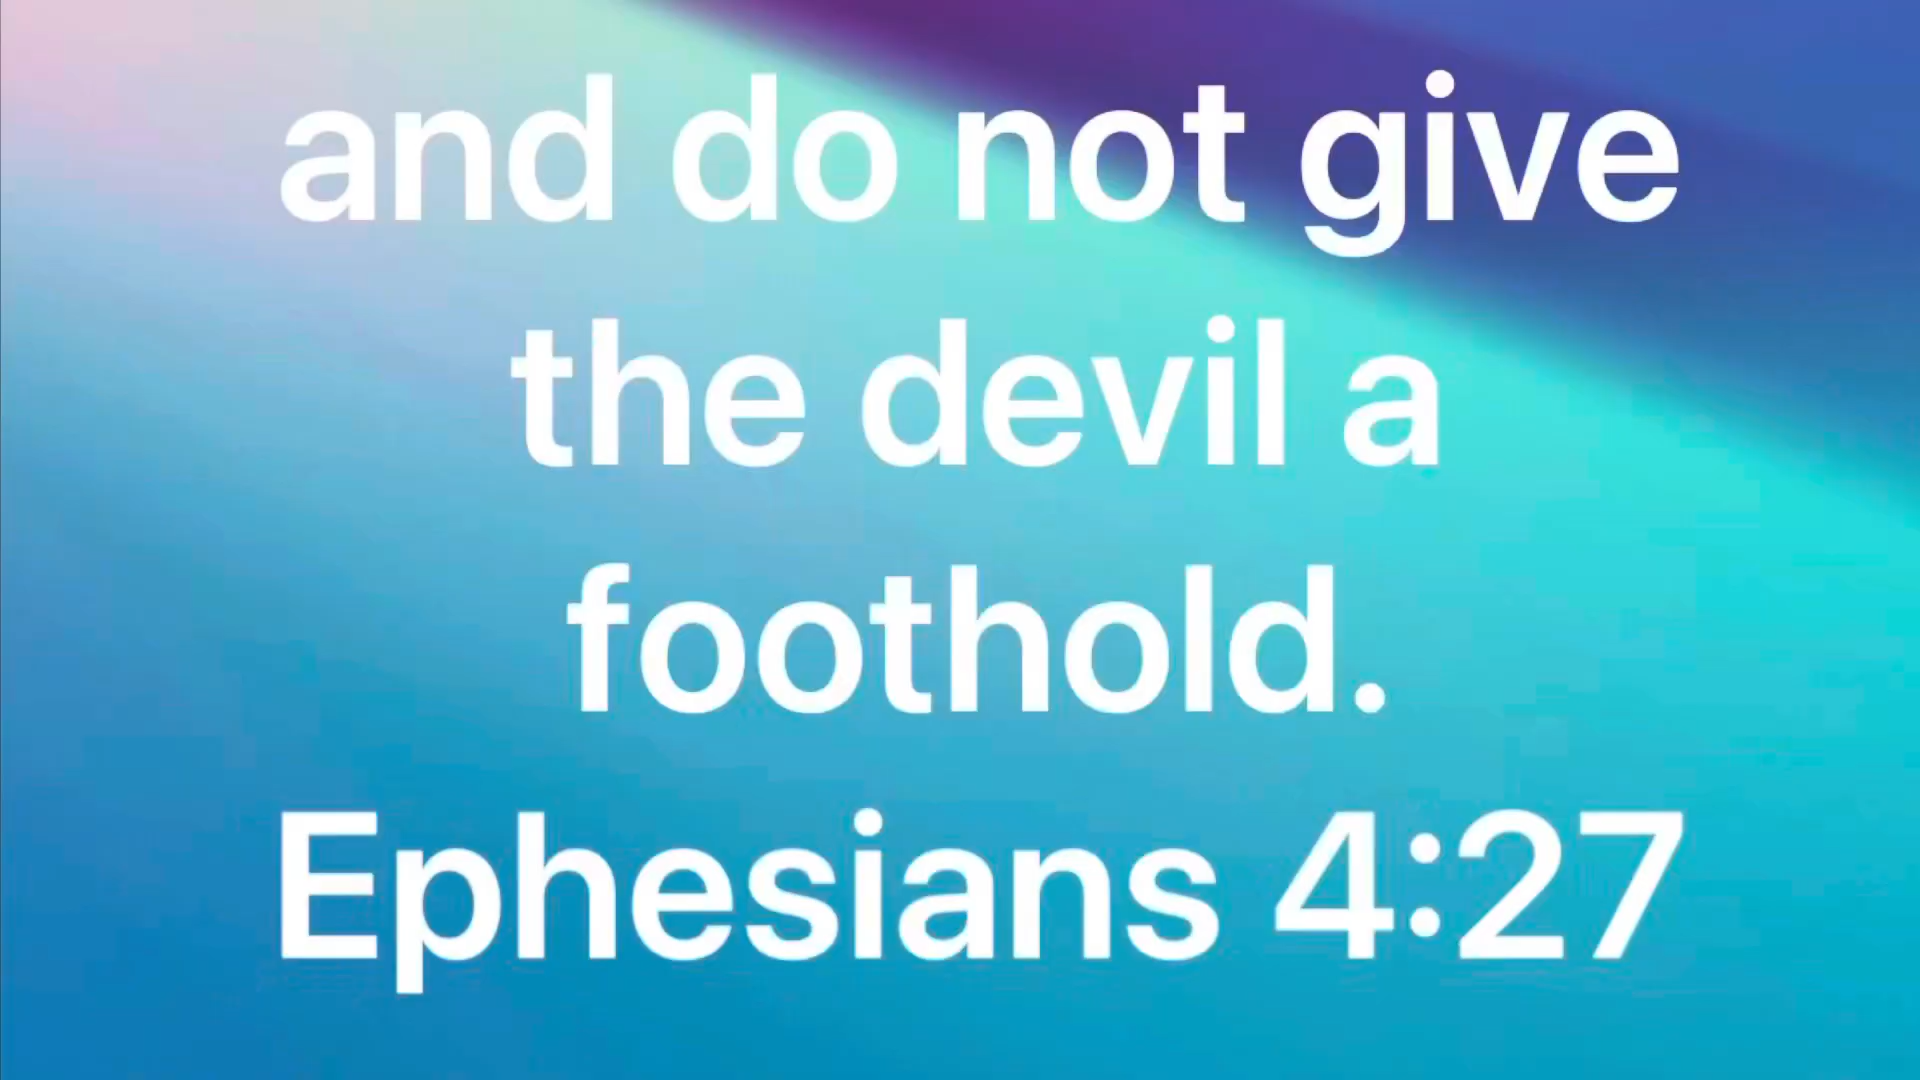 and do not give
the devil a
foothold.
Ephesians 4:27